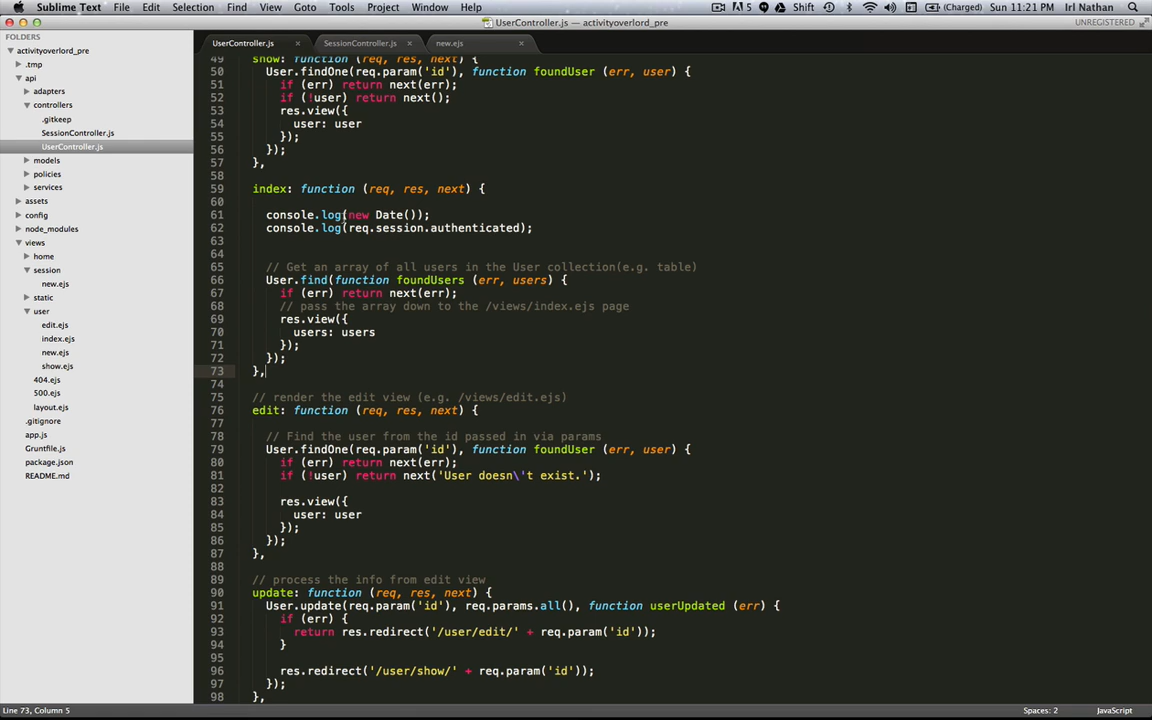 Sublime Text File Edit Selection Find View Goto Tools Project Window Help 5 Shift (Charged) Sun 11:21 PM Irl Nathan
UserController.js — activityoverlord_pre UNREGISTERED
FOLDERS
activityoverlord_pre
.tmp
api
adapters
controllers
.gitkeep
SessionController.js
UserController.js
models
policies
services
assets
config
node_modules
views
home
session
new.ejs
static
user
edit.ejs
index.ejs
new.ejs
show.ejs
404.ejs
500.ejs
layout.ejs
.gitignore
app.js
Gruntfile.js
package.json
README.md
UserController.js × SessionController.js × new.ejs ×
49 show: function (req, res, next) {
50 User.findOne(req.param('id'), function foundUser (err, user) {
51 if (err) return next(err);
52 if (!user) return next();
53 res.view({
54 user: user
55 });
56 });
57 },
58
59 index: function (req, res, next) {
60
61 console.log(new Date());
62 console.log(req.session.authenticated);
63
64
65 // Get an array of all users in the User collection(e.g. table)
66 User.find(function foundUsers (err, users) {
67 if (err) return next(err);
68 // pass the array down to the /views/index.ejs page
69 res.view({
70 users: users
71 });
72 });
73 },
74
75 // render the edit view (e.g. /views/edit.ejs)
76 edit: function (req, res, next) {
77
78 // Find the user from the id passed in via params
79 User.findOne(req.param('id'), function foundUser (err, user) {
80 if (err) return next(err);
81 if (!user) return next('User doesn\'t exist.');
82
83 res.view({
84 user: user
85 });
86 });
87 },
88
89 // process the info from edit view
90 update: function (req, res, next) {
91 User.update(req.param('id'), req.params.all(), function userUpdated (err) {
92 if (err) {
93 return res.redirect('/user/edit/' + req.param('id'));
94 }
95
96 res.redirect('/user/show/' + req.param('id'));
97 });
98 },
Line 73, Column 5 Spaces: 2 JavaScript